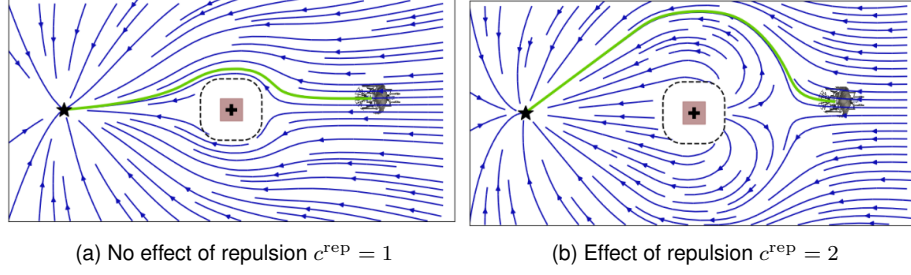 (a) No effect of repulsion c^rep = 1
(b) Effect of repulsion c^rep = 2